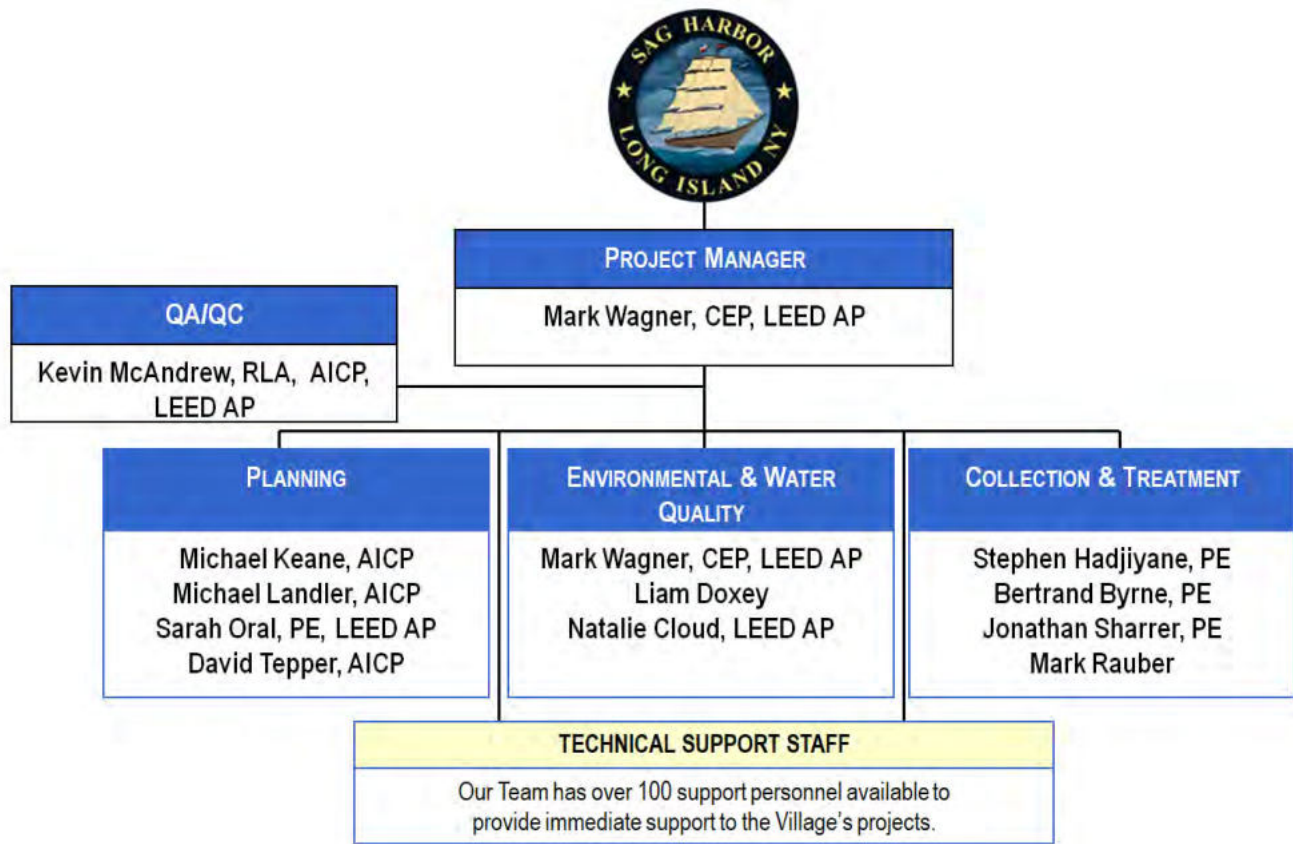 SAG HARBOR
LONG ISLAND NY
PROJECT MANAGER
Mark Wagner, CEP, LEED AP
QA/QC
Kevin McAndrew, RLA, AICP,
LEED AP
PLANNING
Michael Keane, AICP
Michael Landler, AICP
Sarah Oral, PE, LEED AP
David Tepper, AICP
ENVIRONMENTAL & WATER
QUALITY
Mark Wagner, CEP, LEED AP
Liam Doxey
Natalie Cloud, LEED AP
COLLECTION & TREATMENT
Stephen Hadjiyane, PE
Bertrand Byrne, PE
Jonathan Sharrer, PE
Mark Rauber
TECHNICAL SUPPORT STAFF
Our Team has over 100 support personnel available to
provide immediate support to the Village's projects.